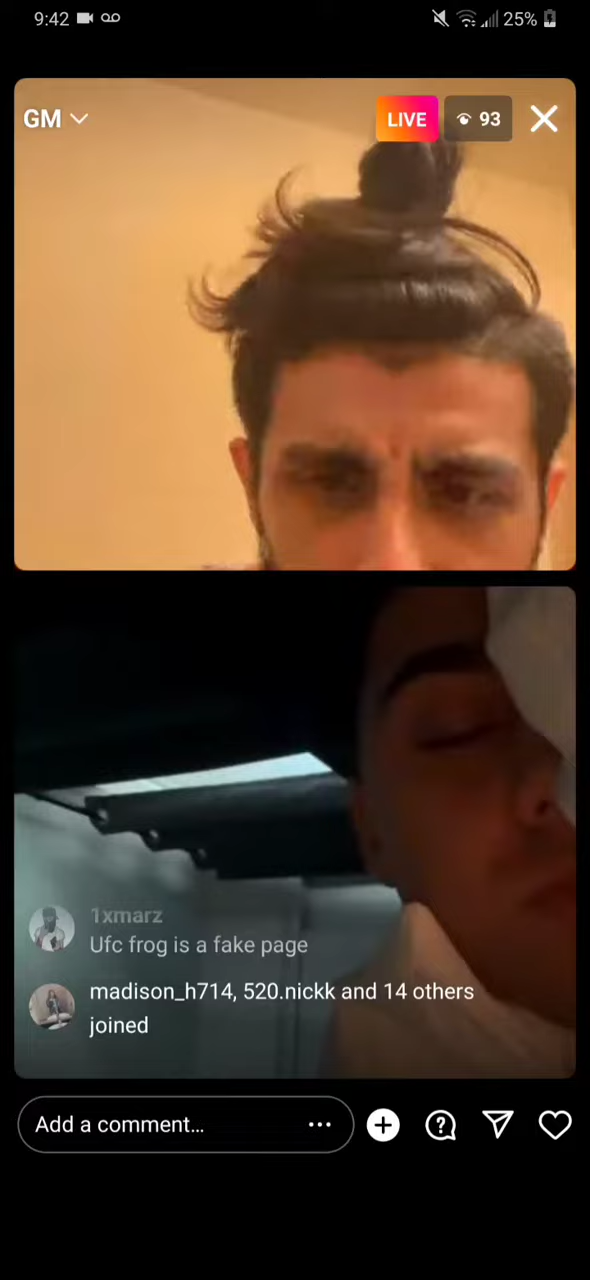 9:42
25%
GM
LIVE
93
1xmarz
Ufc frog is a fake page
madison_h714, 520.nickk and 14 others
joined
Add a comment...